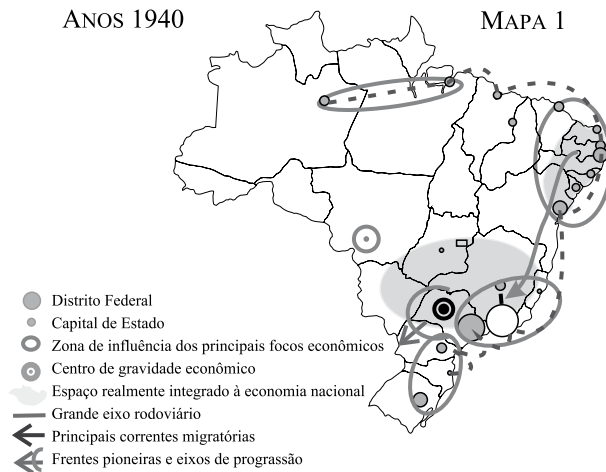 ANOS 1940
MAPA 1
Distrito Federal
Capital de Estado
Zona de influência dos principais focos econômicos
Centro de gravidade econômico
Espaço realmente integrado à economia nacional
Grande eixo rodoviário
Principais correntes migratórias
Frentes pioneiras e eixos de prograssão